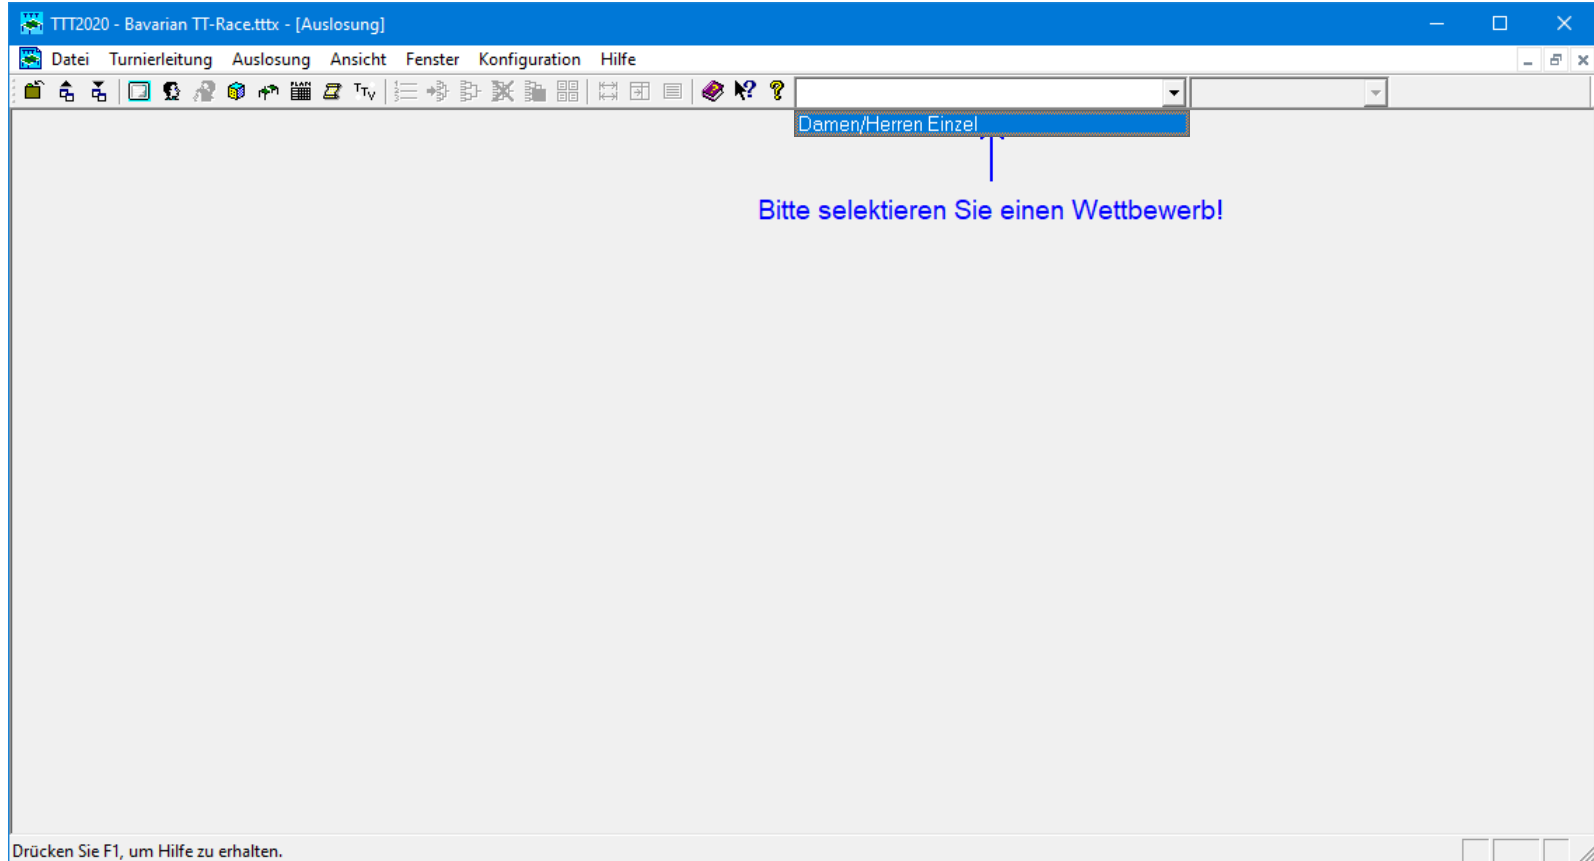 TTT2020 - Bavarian TT-Race.tttx - [Auslosung]
Datei Turnierleitung Auslosung Ansicht Fenster Konfiguration Hilfe
Damen/Herren Einzel
Bitte selektieren Sie einen Wettbewerb!
Drücken Sie F1, um Hilfe zu erhalten.